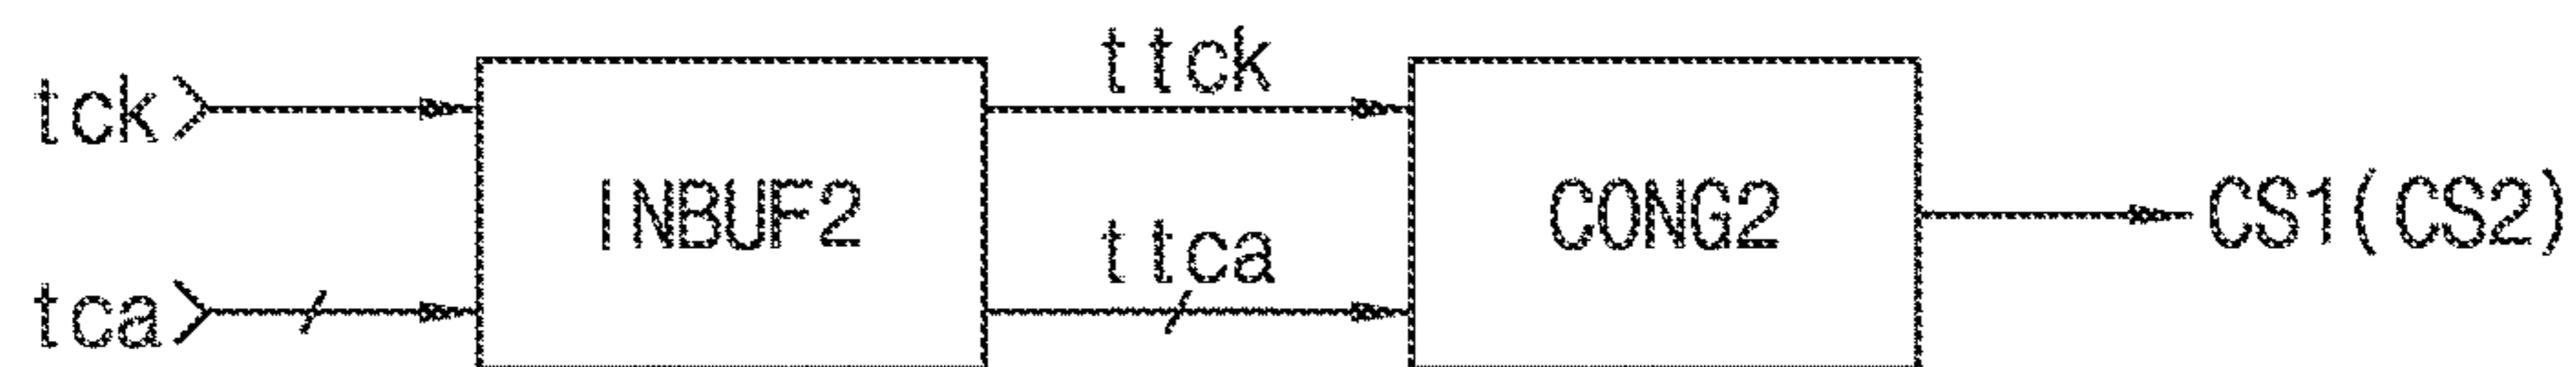 tck
ttck
INBUF2
CONG2
CS1(CS2)
tca
ttca